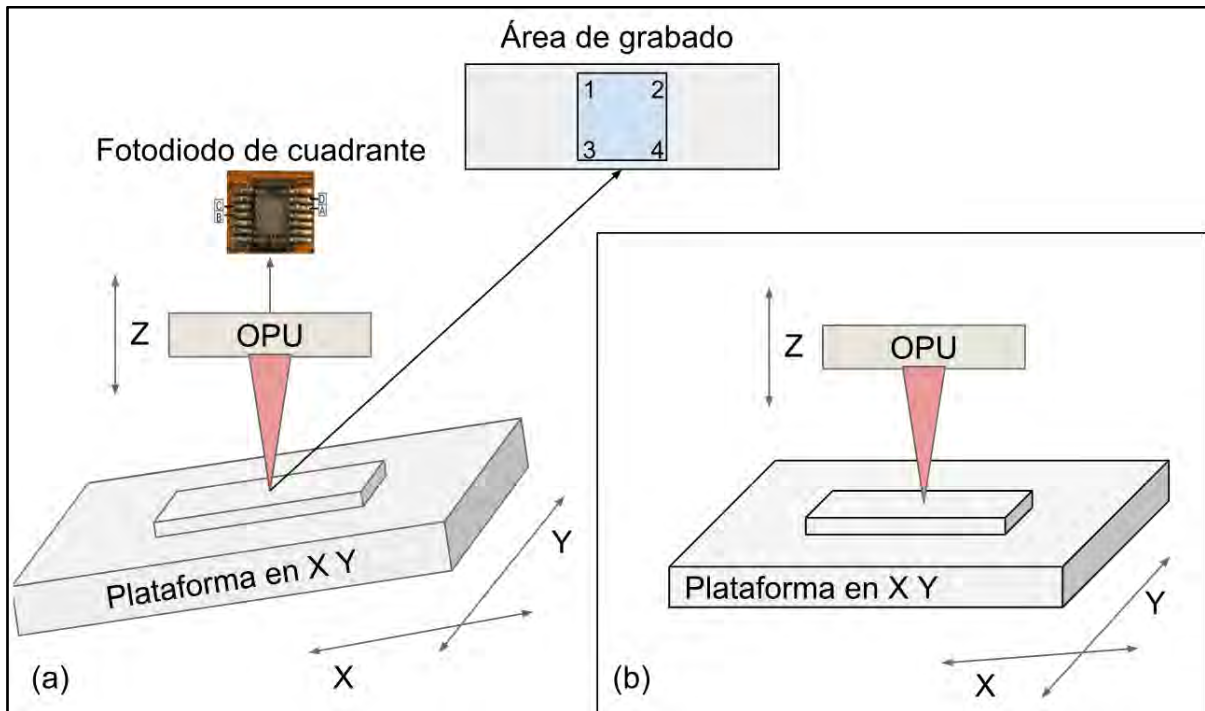 Área de grabado
1 2
3 4
Fotodiodo de cuadrante
C D
B A
Z
OPU
Plataforma en X Y
Y
X
(a)
Z
OPU
Plataforma en X Y
Y
X
(b)